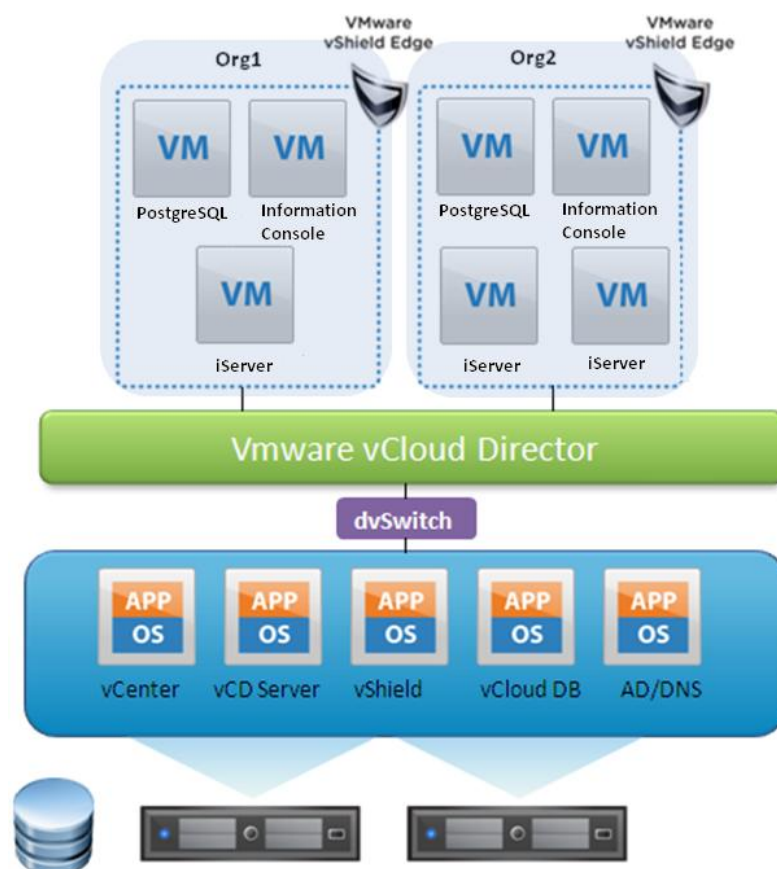 VMware
vShield Edge
VMware
vShield Edge
Org1
Org2
VM
VM
VM
VM
PostgreSQL
Information
Console
PostgreSQL
Information
Console
VM
VM
VM
iServer
iServer
iServer
Vmware vCloud Director
dvSwitch
APP
OS
APP
OS
APP
OS
APP
OS
APP
OS
vCenter
vCD Server
vShield
vCloud DB
AD/DNS